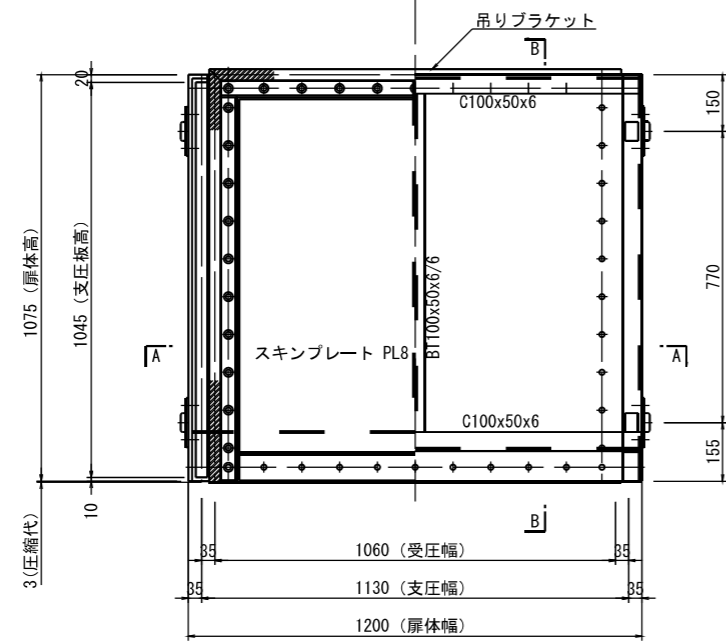 吊りブラケット
B
20
C100x50x6
150
1075 (扉体高)
1045 (支圧板高)
770
BT100x50x6/6
スキンプレート PL8
A
A
C100x50x6
155
10
3(圧縮代)
B
35
1060 (受圧幅)
35
35
1130 (支圧幅)
35
1200 (扉体幅)